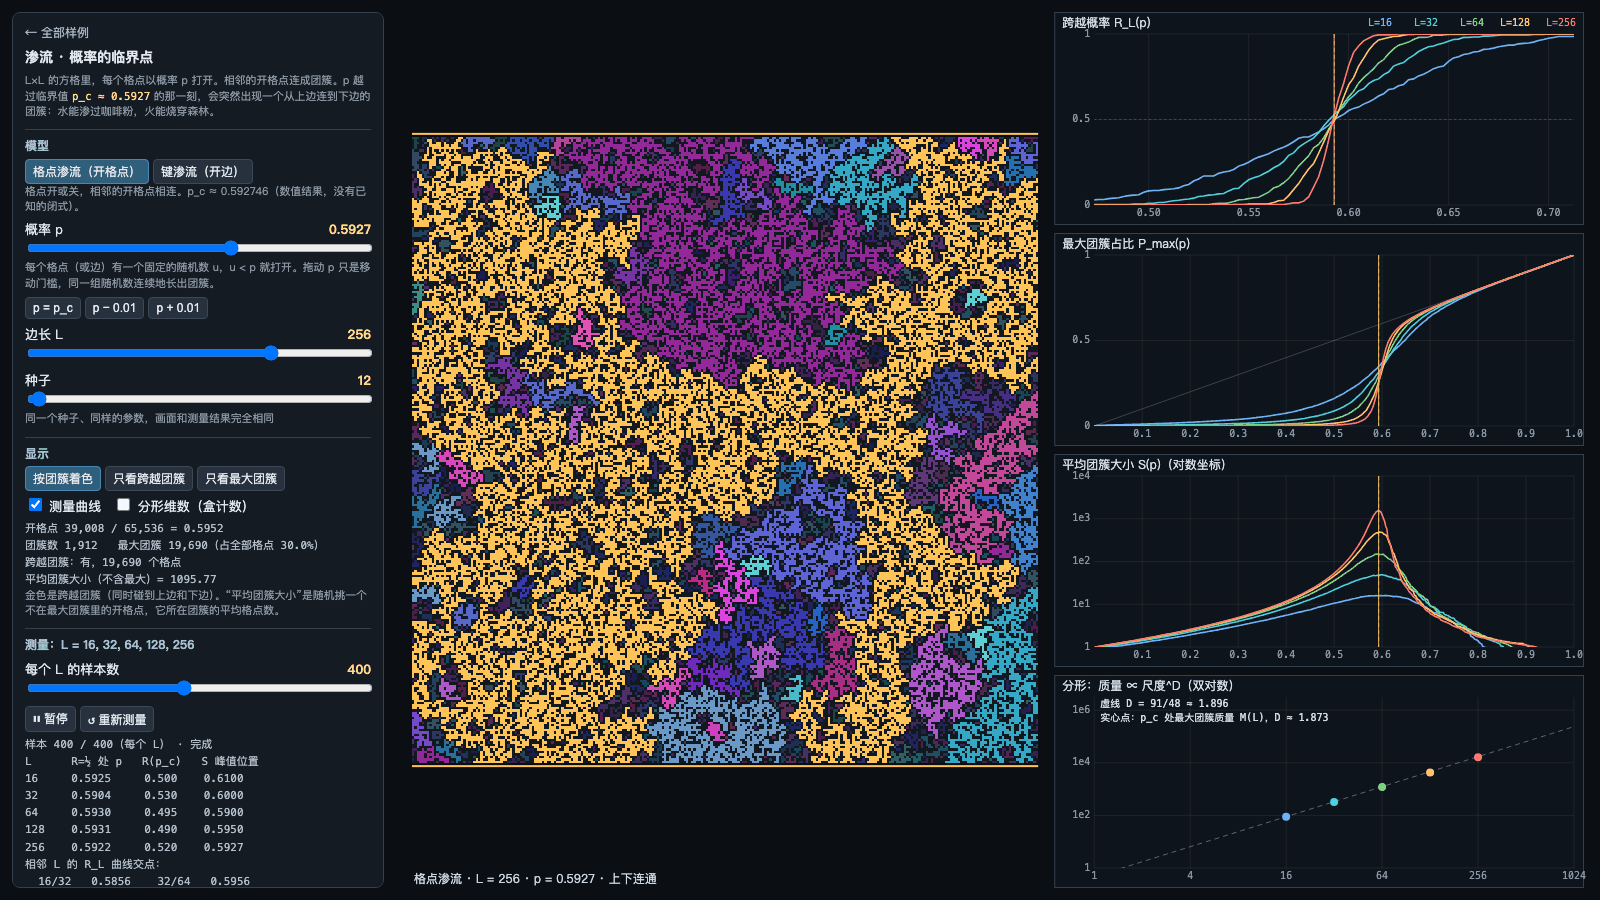 ← 全部样例
渗流 · 概率的临界点
L×L 的方格里，每个格点以概率 p 打开。相邻的开格点连成团簇。p 越
过临界值 p_c ≈ 0.5927 的那一刻，会突然出现一个从上边连到下边的
团簇：水能渗过咖啡粉，火能烧穿森林。
模型
格点渗流（开格点） 键渗流（开边）
格点开或关，相邻的开格点相连。p_c ≈ 0.592746（数值结果，没有已
知的闭式）。
概率 p 0.5927
每个格点（或边）有一个固定的随机数 u，u < p 就打开。拖动 p 只是移
动门槛，同一组随机数连续地长出团簇。
p = p_c p − 0.01 p + 0.01
边长 L 256
种子 12
同一个种子、同样的参数，画面和测量结果完全相同
显示
按团簇着色 只看跨越团簇 只看最大团簇
测量曲线 分形维数（盒计数）
开格点 39,008 / 65,536 = 0.5952
团簇数 1,912 最大团簇 19,690（占全部格点 30.0%）
跨越团簇：有，19,690 个格点
平均团簇大小（不含最大）= 1095.77
金色是跨越团簇（同时碰到上边和下边）。“平均团簇大小”是随机挑一个
不在最大团簇里的开格点，它所在团簇的平均格点数。
测量：L = 16, 32, 64, 128, 256
每个 L 的样本数 400
⏸ 暂停 ↺ 重新测量
样本 400 / 400（每个 L） · 完成
L R=½ 处 p R(p_c) S 峰值位置
16 0.5925 0.500 0.6100
32 0.5904 0.530 0.6000
64 0.5930 0.495 0.5900
128 0.5931 0.490 0.5950
256 0.5922 0.520 0.5927
相邻 L 的 R_L 曲线交点：
16/32 0.5856 32/64 0.5956
格点渗流 · L = 256 · p = 0.5927 · 上下连通
跨越概率 R_L(p) L=16 L=32 L=64 L=128 L=256
1
0.5
0
0.50 0.55 0.60 0.65 0.70
最大团簇占比 P_max(p)
1
0.5
0
0.1 0.2 0.3 0.4 0.5 0.6 0.7 0.8 0.9 1.0
平均团簇大小 S(p)（对数坐标）
1e4
1e3
1e2
1e1
1
0.1 0.2 0.3 0.4 0.5 0.6 0.7 0.8 0.9 1.0
分形：质量 ∝ 尺度^D（双对数）
虚线 D = 91/48 ≈ 1.896
实心点：p_c 处最大团簇质量 M(L)，D ≈ 1.873
1e6
1e4
1e2
1
1 4 16 64 256 1024